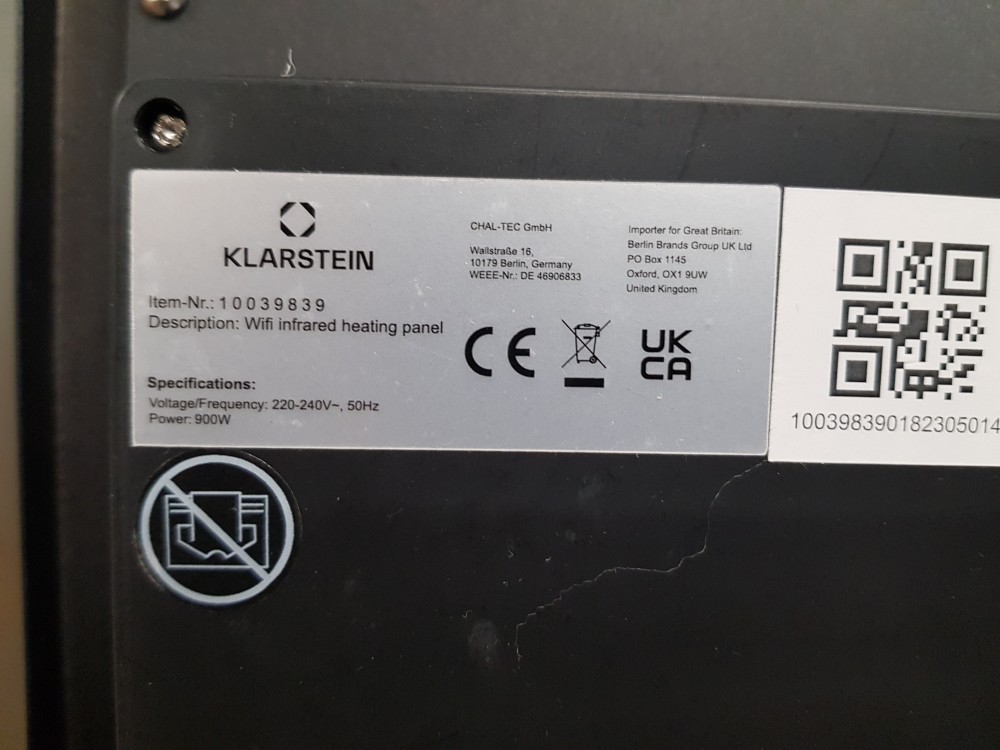 KLARSTEIN
Item-Nr.: 10039839
Description: Wifi infrared heating panel
Specifications:
Voltage/Frequency: 220-240V~, 50Hz
Power: 900W
CHAL-TEC GmbH
Wallstraße 16,
10179 Berlin, Germany
WEEE-Nr.: DE 46906833
Importer for Great Britain:
Berlin Brands Group UK Ltd
PO Box 1145
Oxford, OX1 9UW
United Kingdom
CE
UK
CA
100398390182305014